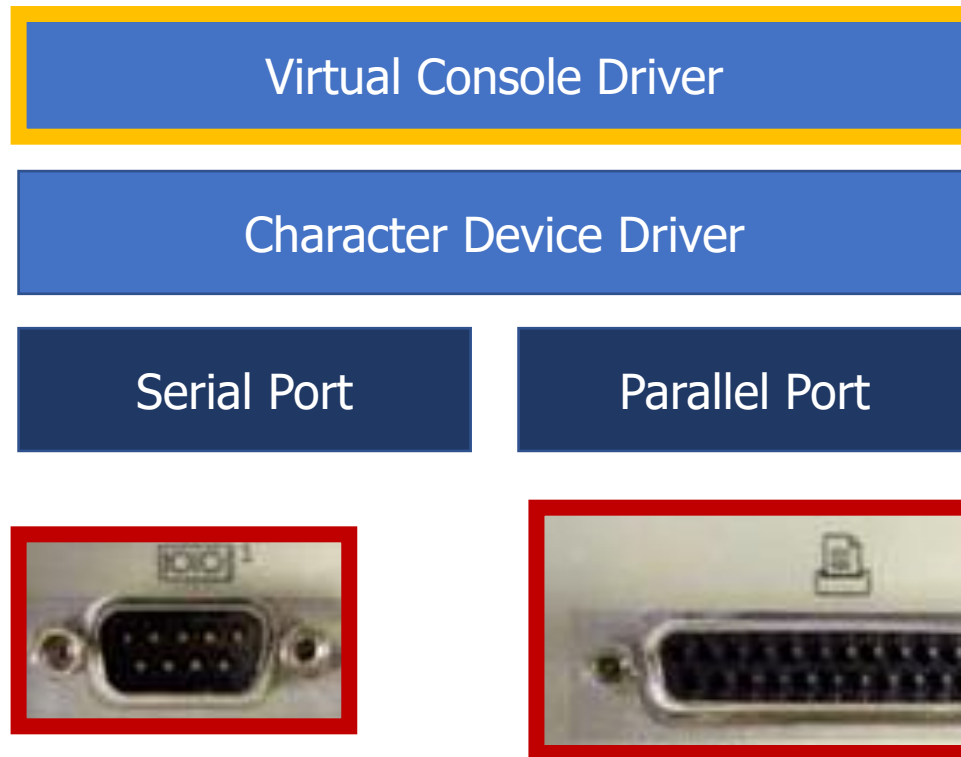 Virtual Console Driver
Character Device Driver
Serial Port
Parallel Port
IOIOI 1